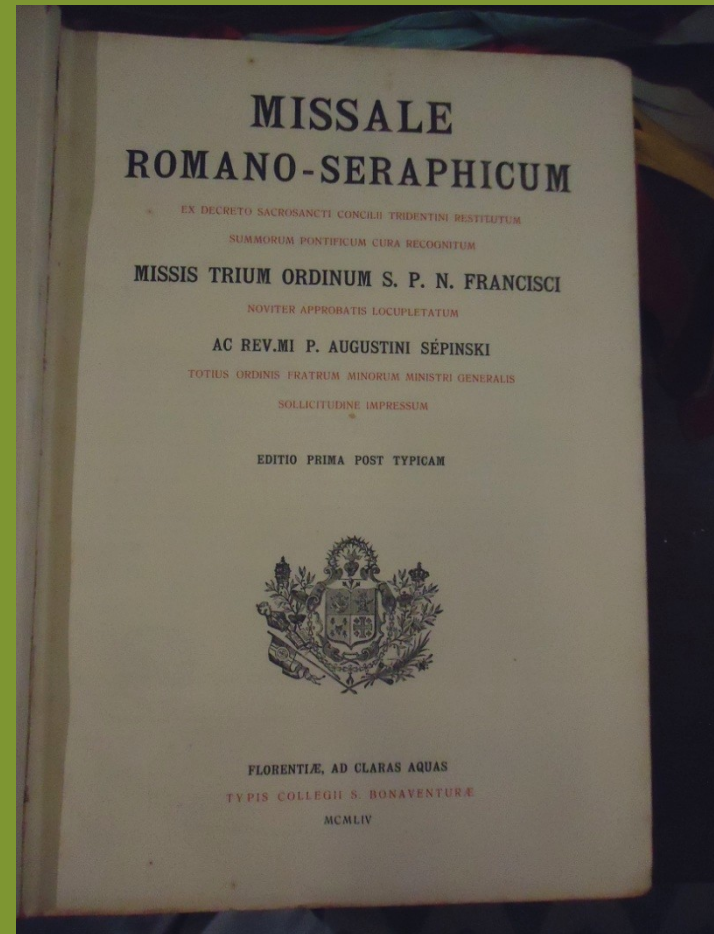 MISSALE
ROMANO-SERAPHICUM
EX DECRETO SACROSANCTI CONCILII TRIDENTINI RESTITUTUM
SUMMORUM PONTIFICUM CURA RECOGNITUM
MISSIS TRIUM ORDINUM S. P. N. FRANCISCI
NOVITER APPROBATIS LOCUPLETATUM
AC REV.MI P. AUGUSTINI SÉPINSKI
TOTIUS ORDINIS FRATRUM MINORUM MINISTRI GENERALIS
SOLLICITUDINE IMPRESSUM
EDITIO PRIMA POST TYPICAM
FLORENTIÆ, AD CLARAS AQUAS
TYPIS COLLEGII S. BONAVENTURÆ
MCMLIV